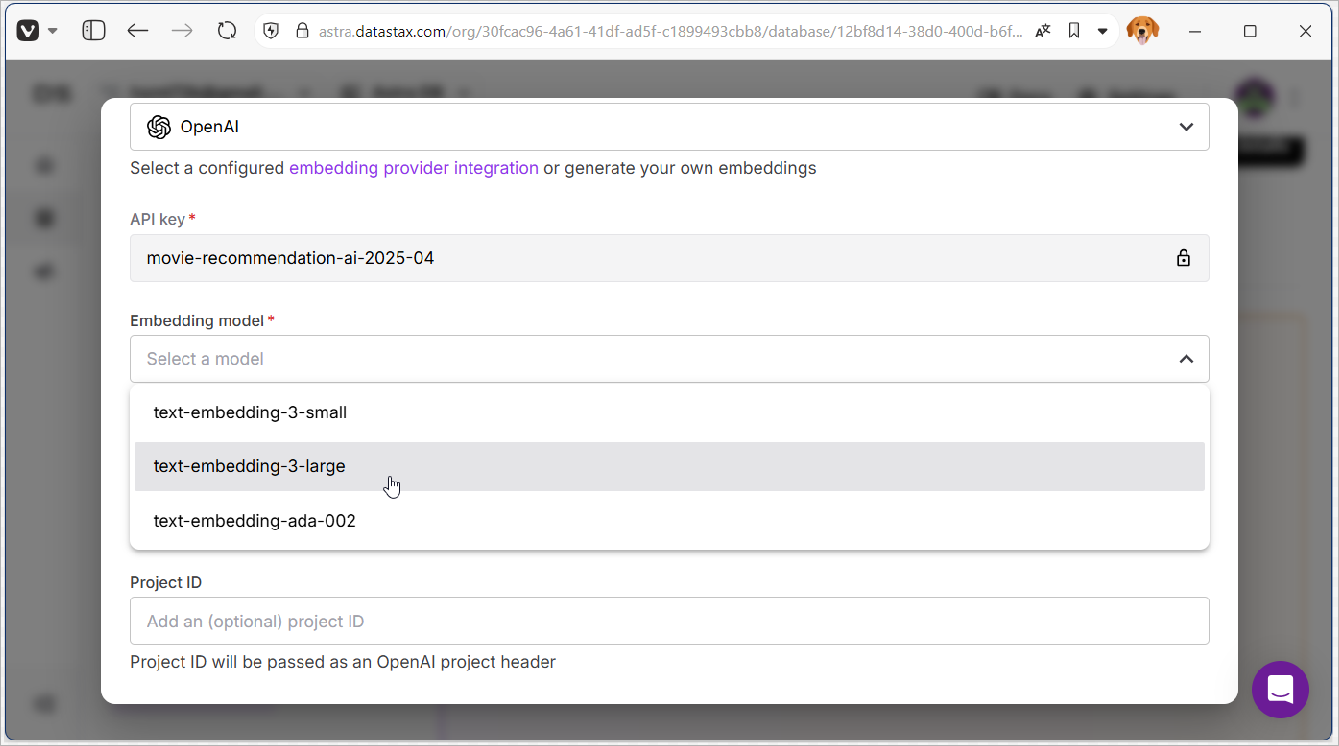 astra.datastax.com/org/30fcac96-4a61-41df-ad5f-c1899493cbb8/database/12bf8d14-38d0-400d-b6f...
OpenAI
Select a configured embedding provider integration or generate your own embeddings
API key *
movie-recommendation-ai-2025-04
Embedding model *
Select a model
text-embedding-3-small
text-embedding-3-large
text-embedding-ada-002
Project ID
Add an (optional) project ID
Project ID will be passed as an OpenAI project header